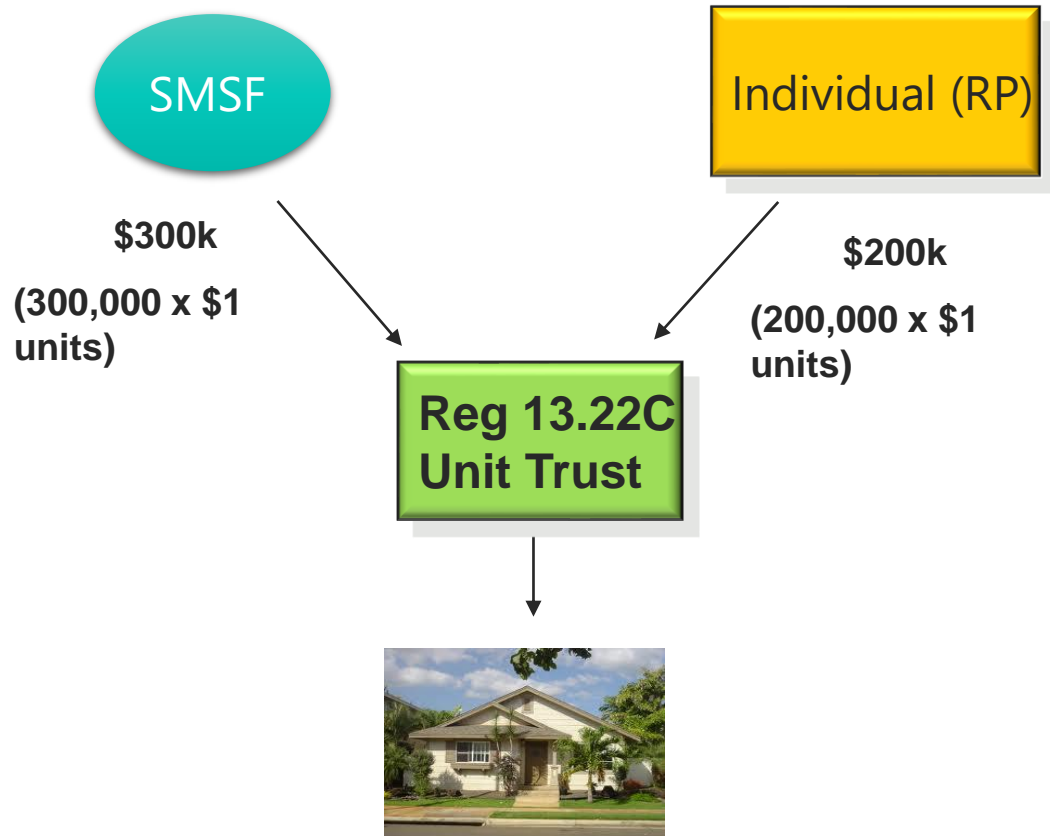 SMSF
Individual (RP)
$300k
(300,000 x $1
units)
$200k
(200,000 x $1
units)
Reg 13.22C
Unit Trust